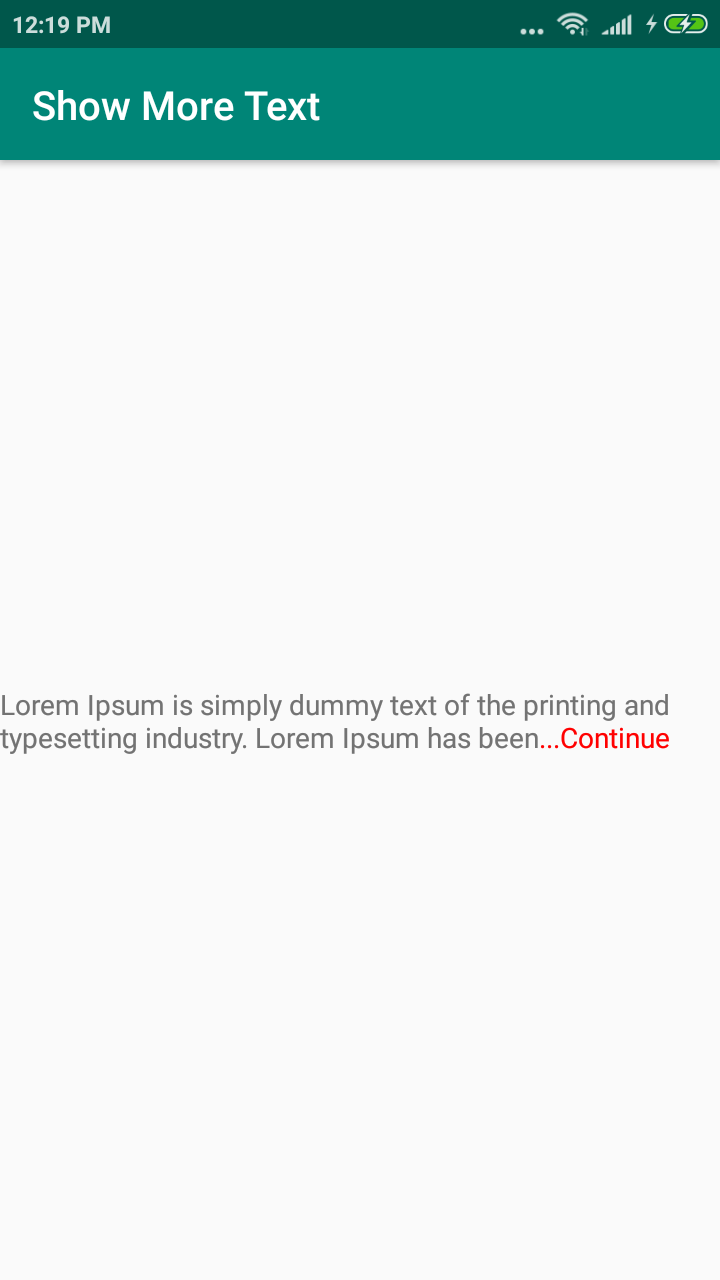 12:19 PM
Show More Text
Lorem Ipsum is simply dummy text of the printing and
typesetting industry. Lorem Ipsum has been...Continue